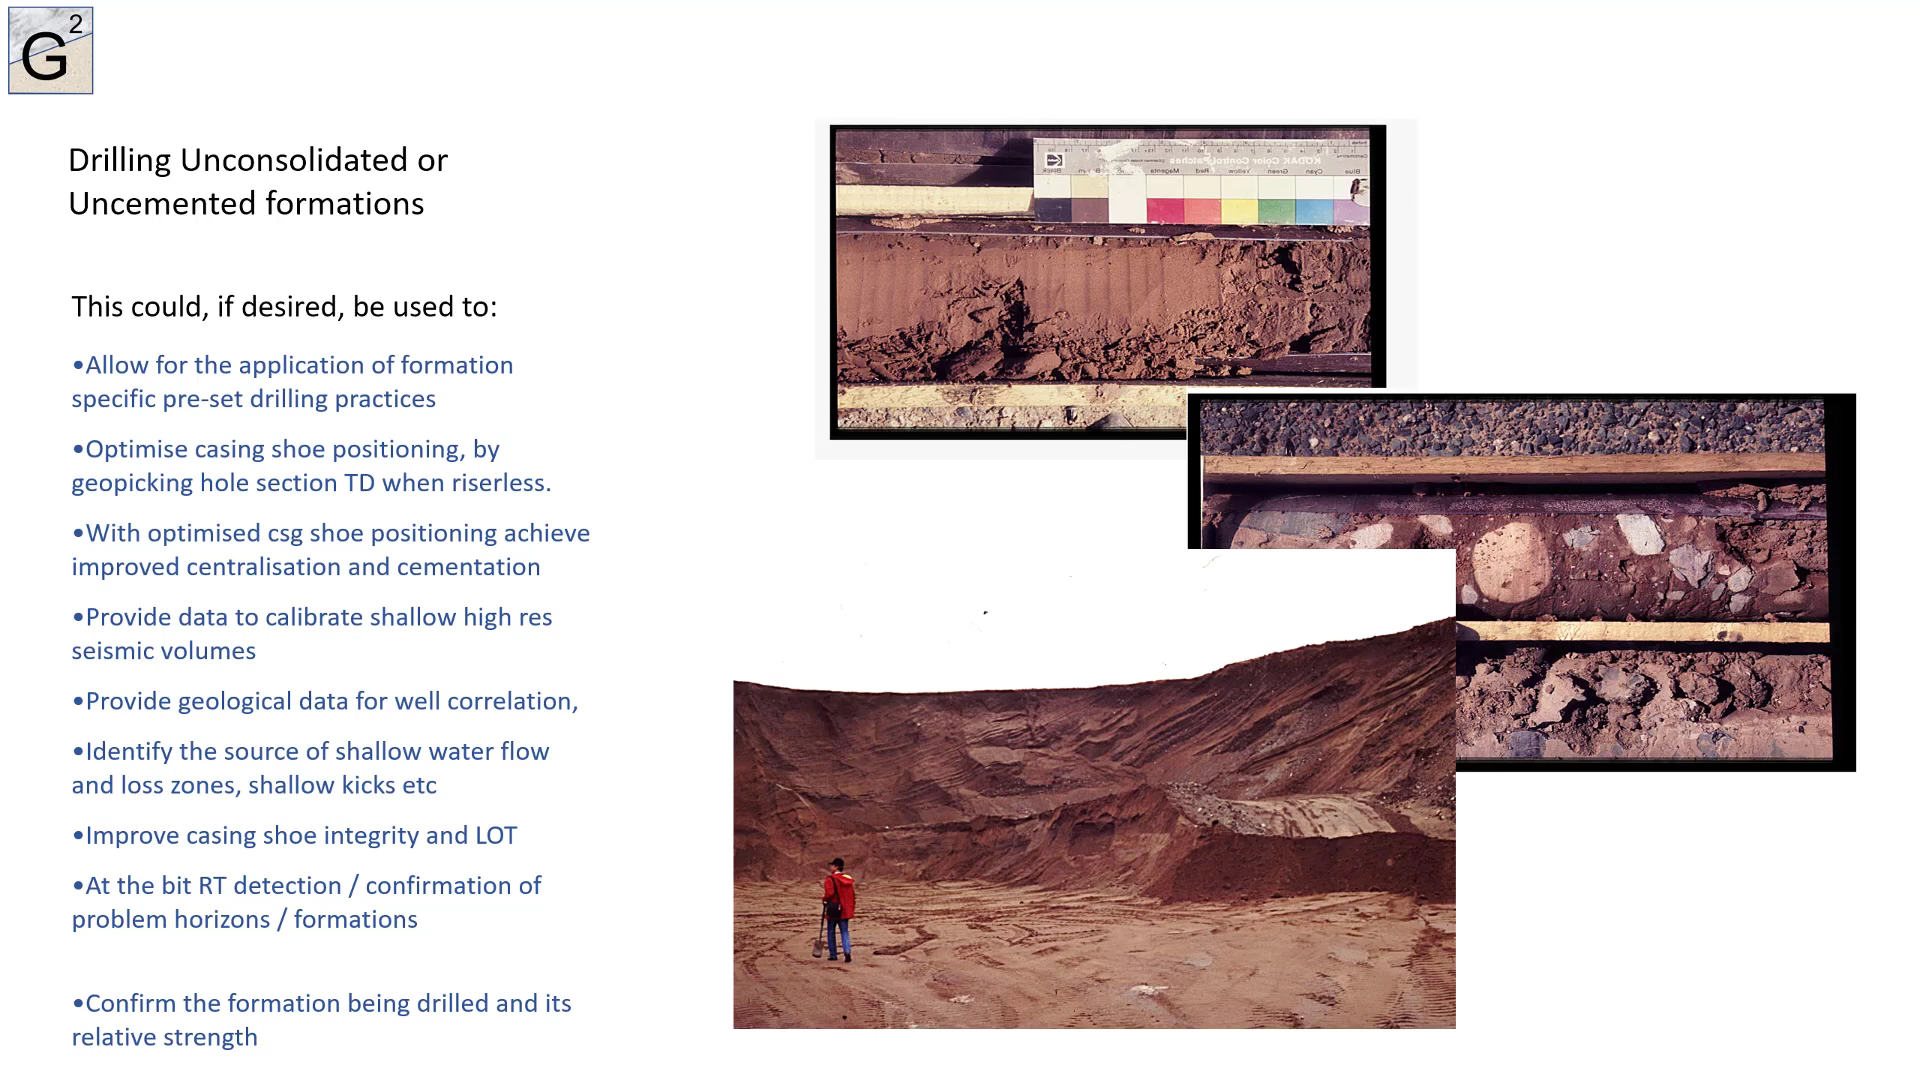 G2
Drilling Unconsolidated or
Uncemented formations
This could, if desired, be used to:
•Allow for the application of formation
specific pre-set drilling practices
•Optimise casing shoe positioning, by
geopicking hole section TD when riserless.
•With optimised csg shoe positioning achieve
improved centralisation and cementation
•Provide data to calibrate shallow high res
seismic volumes
•Provide geological data for well correlation,
•Identify the source of shallow water flow
and loss zones, shallow kicks etc
•Improve casing shoe integrity and LOT
•At the bit RT detection / confirmation of
problem horizons / formations
•Confirm the formation being drilled and its
relative strength
KODAK Color Control Patches
Blue Cyan Green Yellow Red Magenta Black